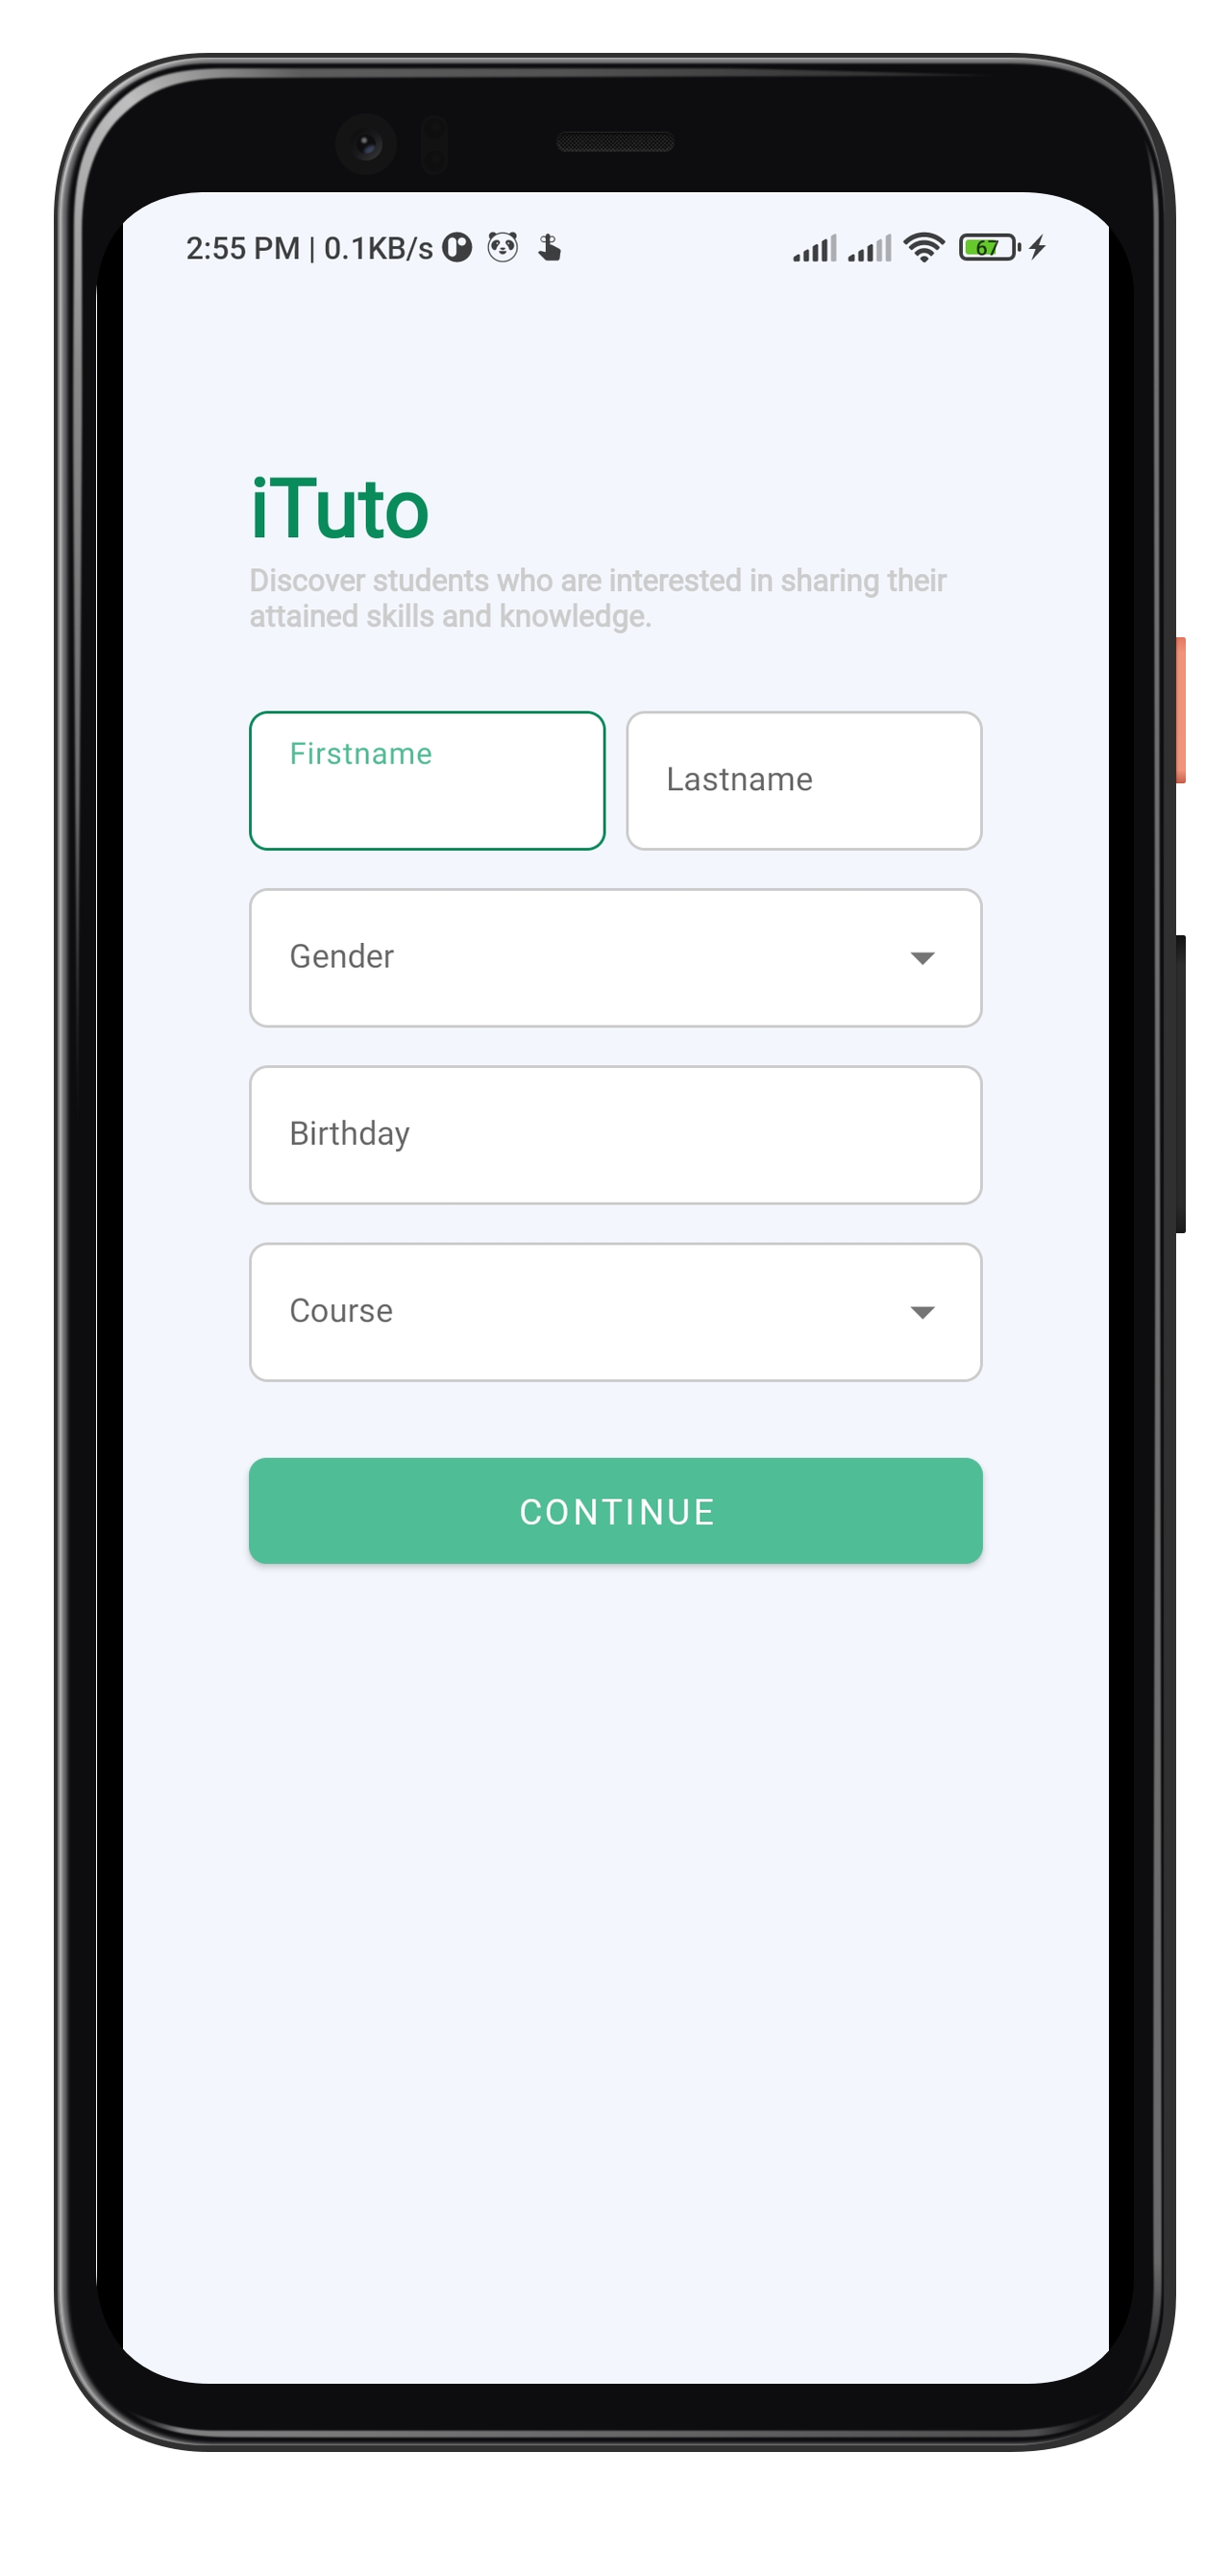 2:55 PM | 0.1KB/s
67
iTuto
Discover students who are interested in sharing their
attained skills and knowledge.
Firstname
Lastname
Gender
Birthday
Course
CONTINUE